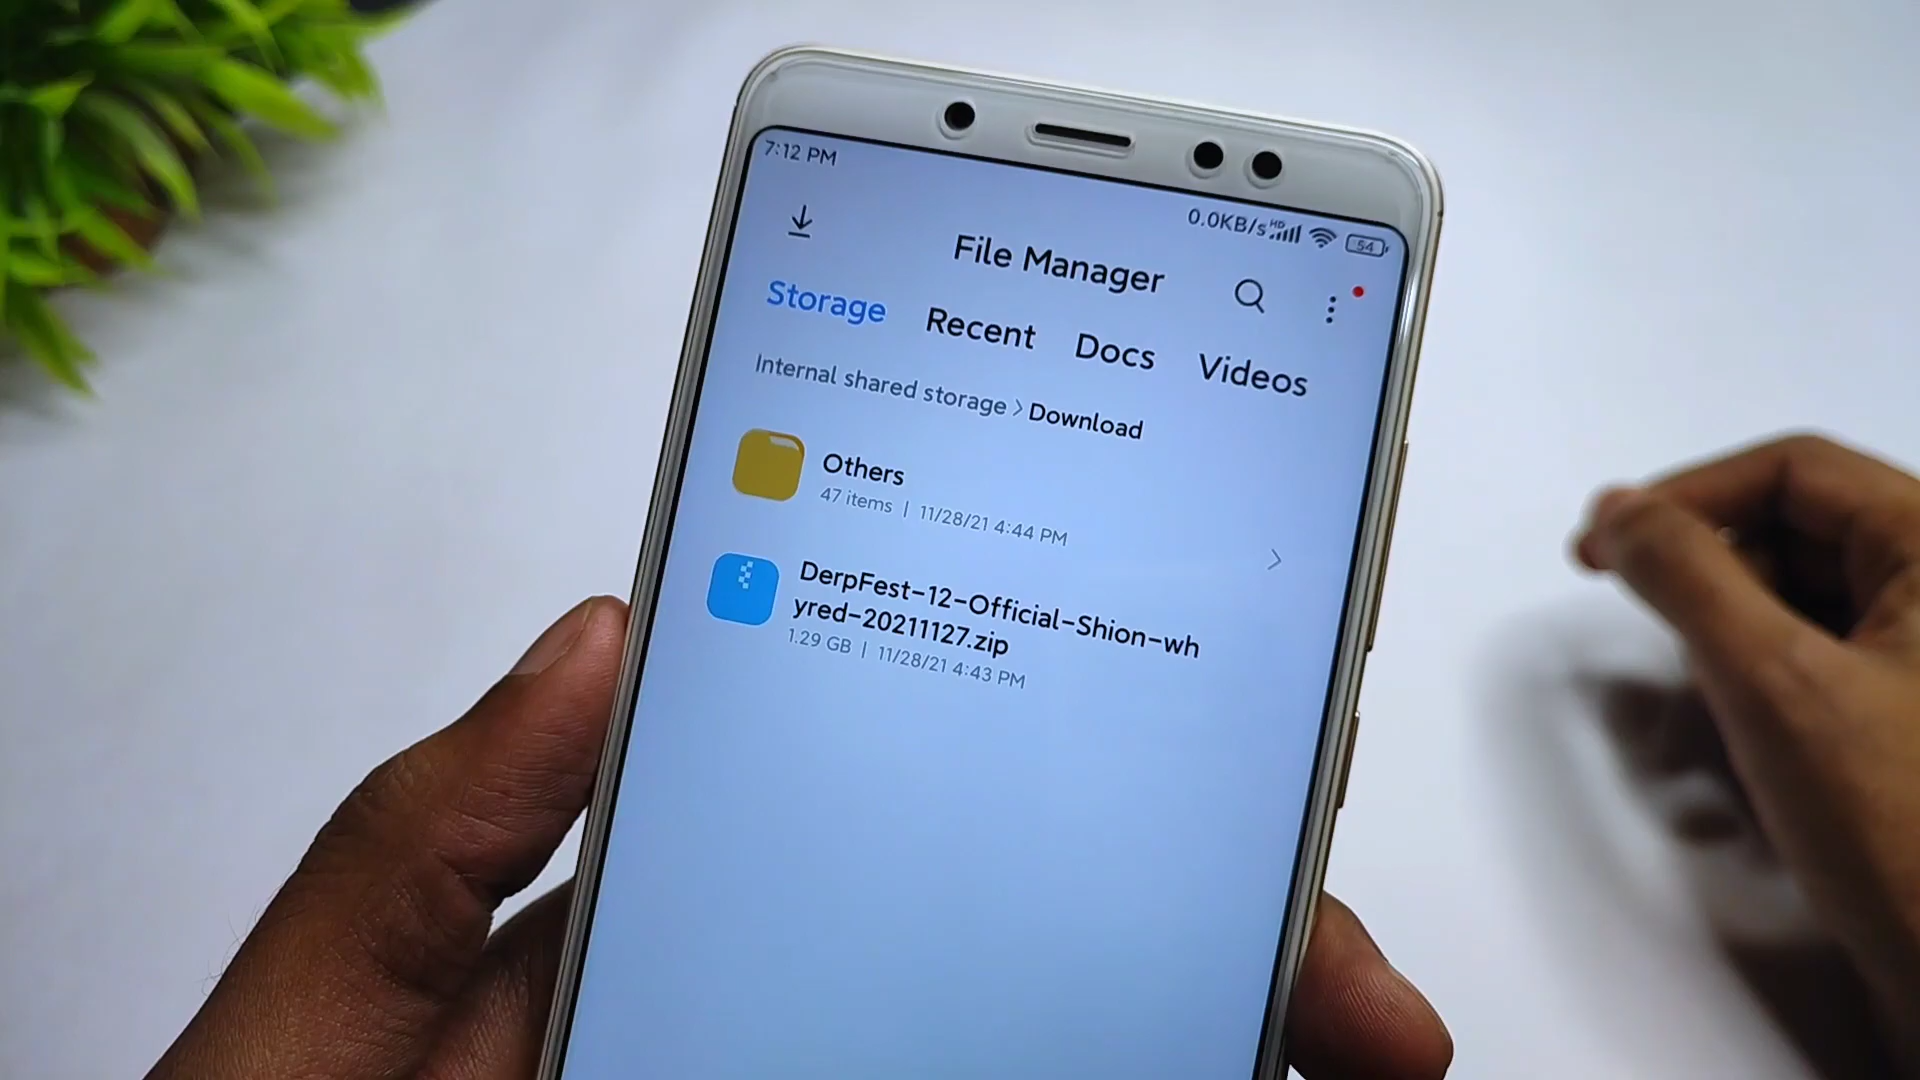 7:12 PM
0.0KB/s HD 54
File Manager
Storage Recent Docs Videos
Internal shared storage > Download
Others
47 items | 11/28/21 4:44 PM
DerpFest-12-Official-Shion-wh
yred-20211127.zip
1.29 GB | 11/28/21 4:43 PM